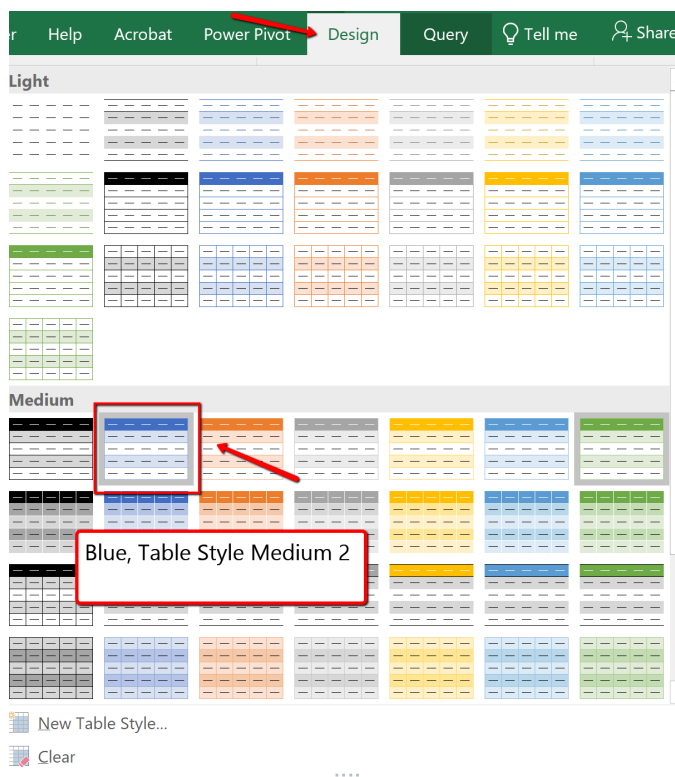 r Help Acrobat Power Pivot Design Query Tell me Share
Light
Medium
Blue, Table Style Medium 2
New Table Style...
Clear